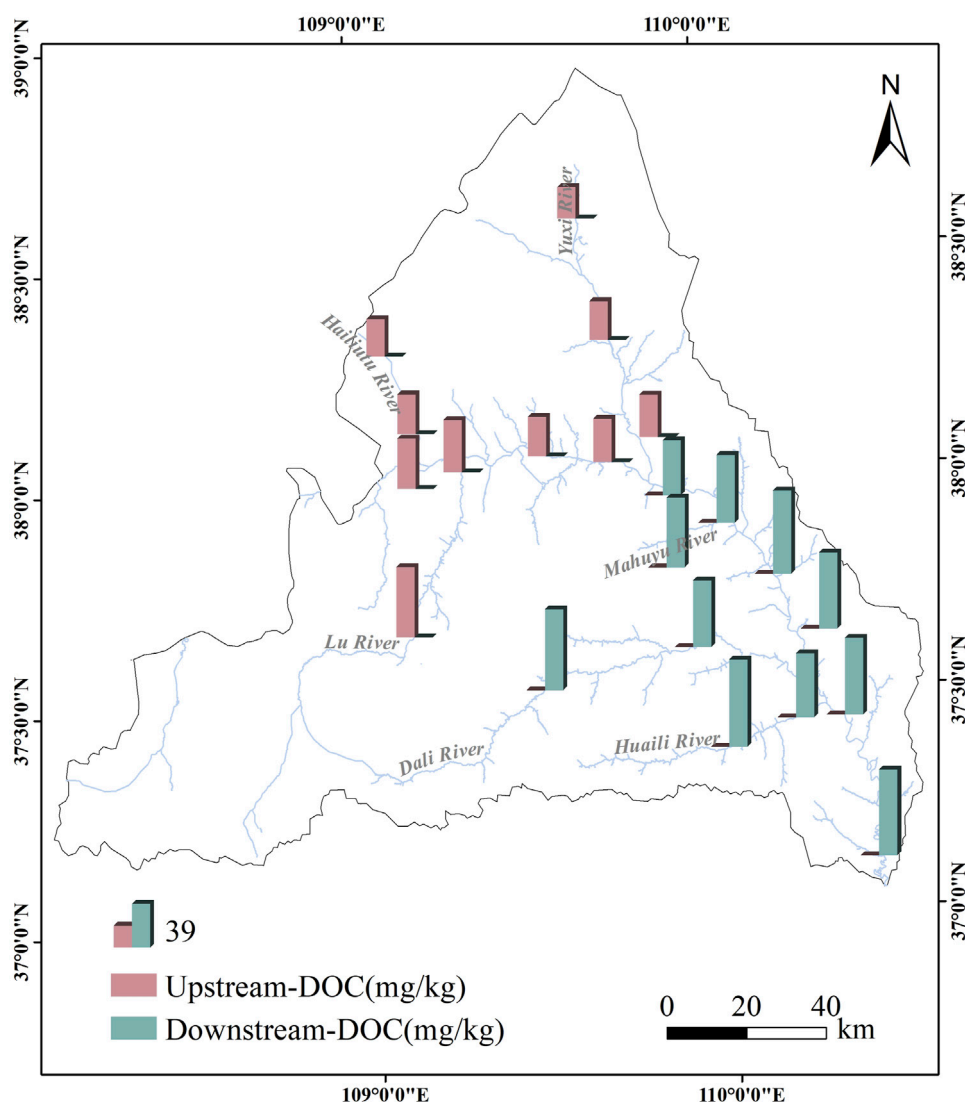 109°0'0"E
110°0'0"E
39°0'0"N
N
Yuxi River
38°30'0"N
38°30'0"N
Hailiutu River
38°0'0"N
38°0'0"N
Mahuyu River
Lu River
37°30'0"N
37°30'0"N
Dali River
Huaili River
37°0'0"N
37°0'0"N
39
Upstream-DOC(mg/kg)
Downstream-DOC(mg/kg)
0 20 40
km
109°0'0"E
110°0'0"E